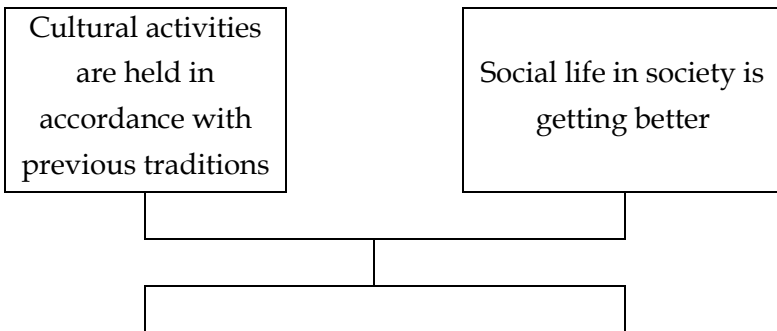 Cultural activities
are held in
accordance with
previous traditions
Social life in society is
getting better